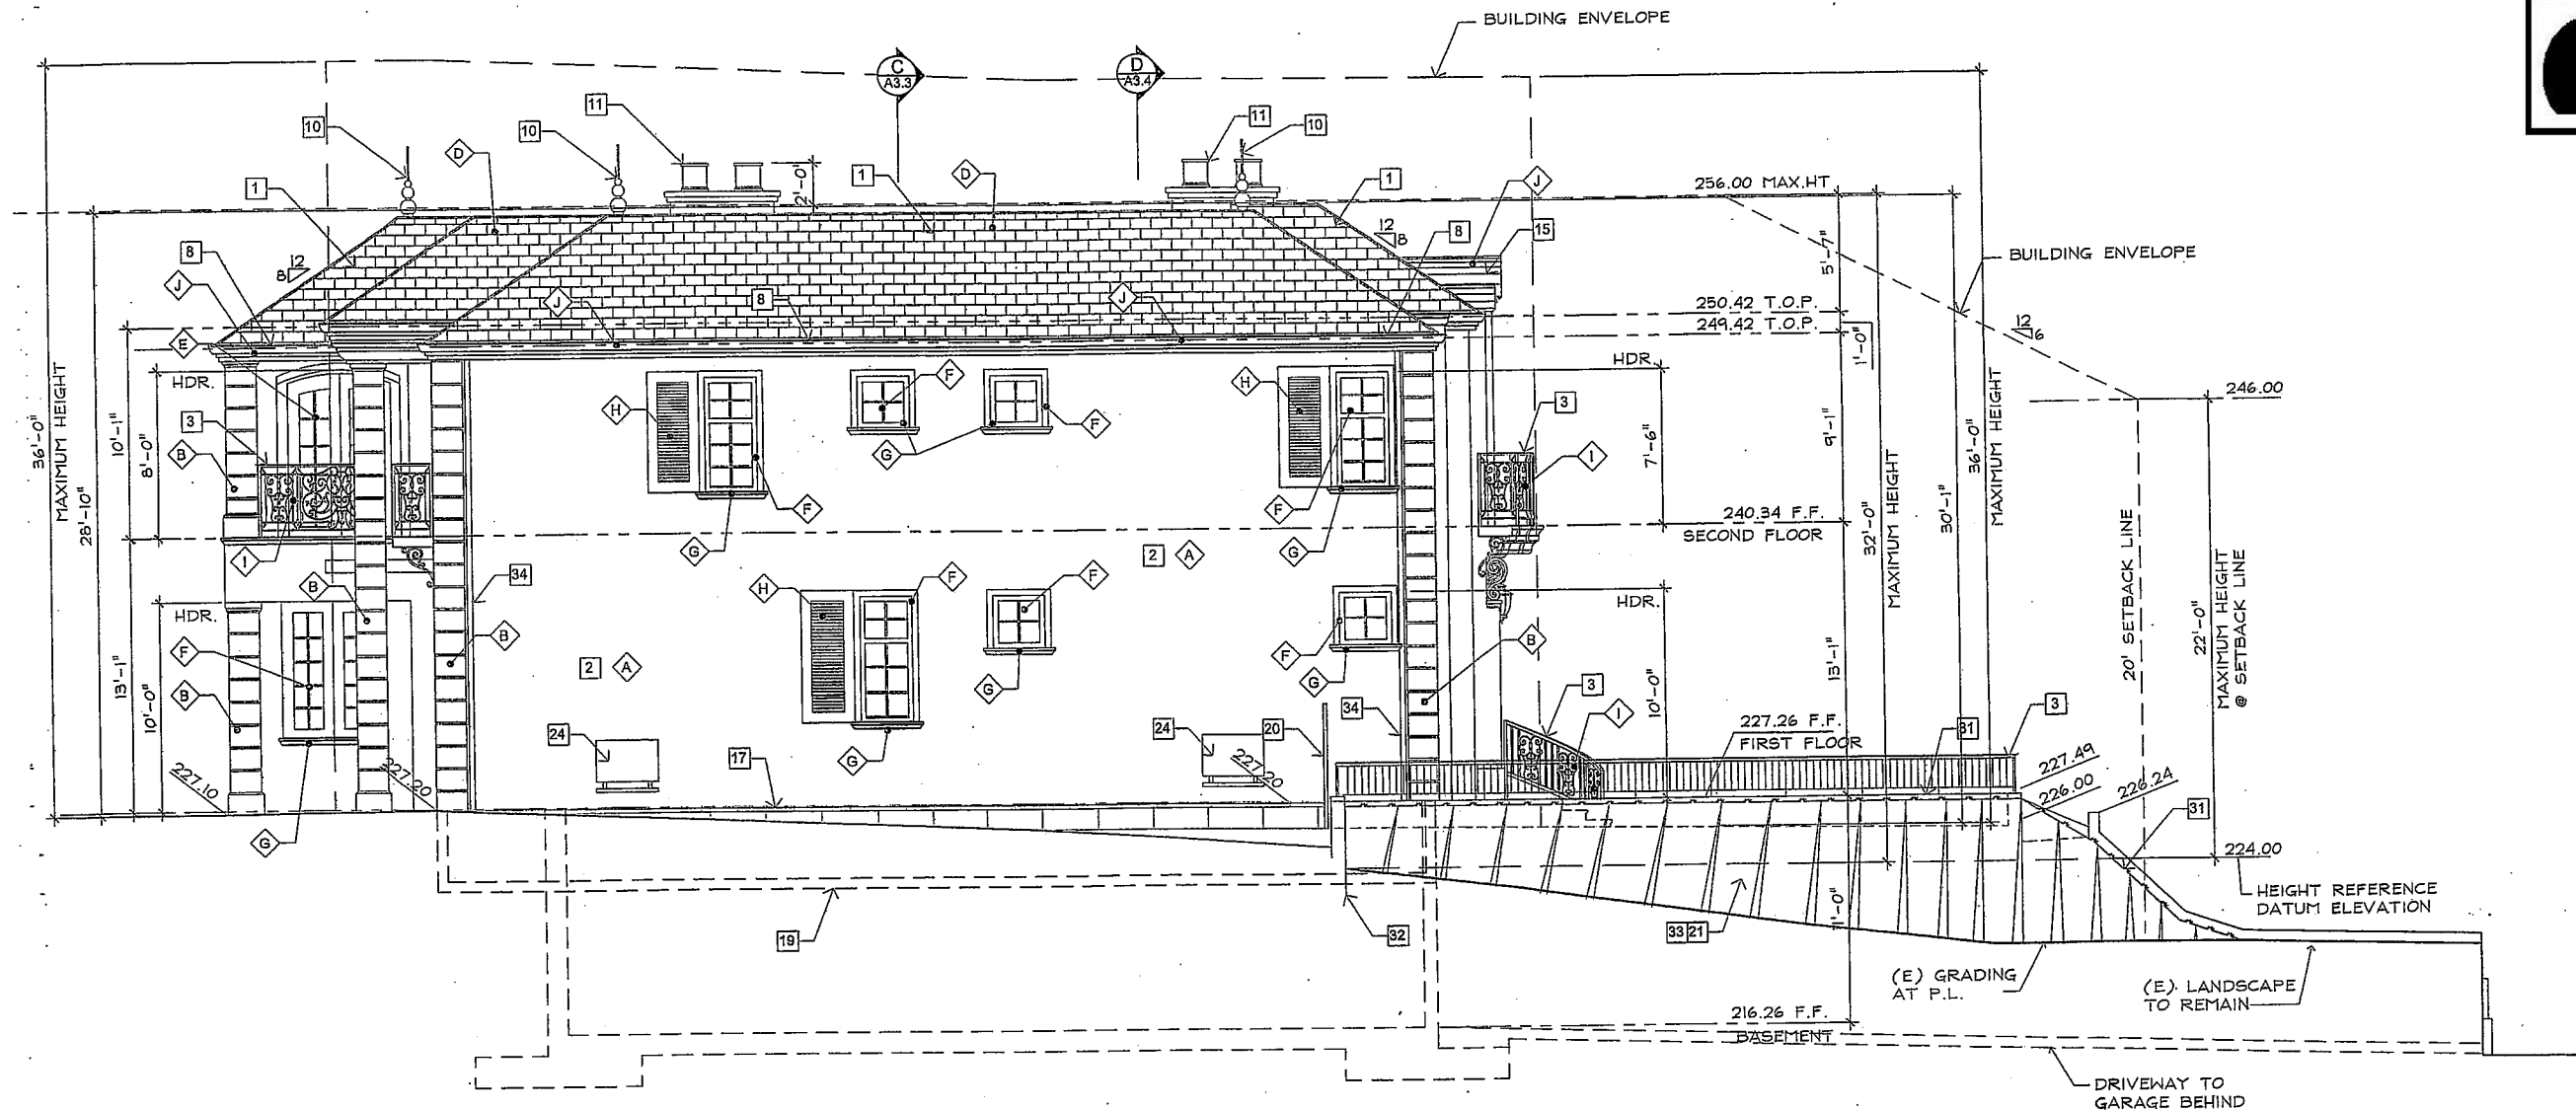 BUILDING ENVELOPE
C
A3.3
D
A3.4
11
10
10
11
10
D
D
1
1
1
J
2'-0"
256.00 MAX.HT
8
12
8
12
8
8
15
J
J
8
J
E
5'-7"
BUILDING ENVELOPE
250.42 T.O.P.
249.42 T.O.P.
1'-0"
12
6
36'-0"
MAXIMUM HEIGHT
28'-10"
10'-1"
8'-0"
HDR.
HDR.
246.00
3
B
H
F
F
H
F
G
F
G
F
G
3
I
7'-6"
9'-1"
240.34 F.F.
SECOND FLOOR
32'-0"
MAXIMUM HEIGHT
30'-1"
36'-0"
MAXIMUM HEIGHT
20' SETBACK LINE
22'-0"
MAXIMUM HEIGHT
@ SETBACK LINE
I
B
34
2
A
H
F
F
HDR.
HDR.
F
B
B
F
G
G
G
B
2
A
13'-1"
10'-0"
10'-0"
13'-1"
3
I
34
20
24
24
17
227.26 F.F.
FIRST FLOOR
31
3
227.10
227.20
227.20
227.49
226.00
226.24
31
G
G
224.00
HEIGHT REFERENCE
DATUM ELEVATION
19
32
33
21
(E) GRADING
AT P.L.
(E). LANDSCAPE
TO REMAIN
216.26 F.F.
BASEMENT
DRIVEWAY TO
GARAGE BEHIND